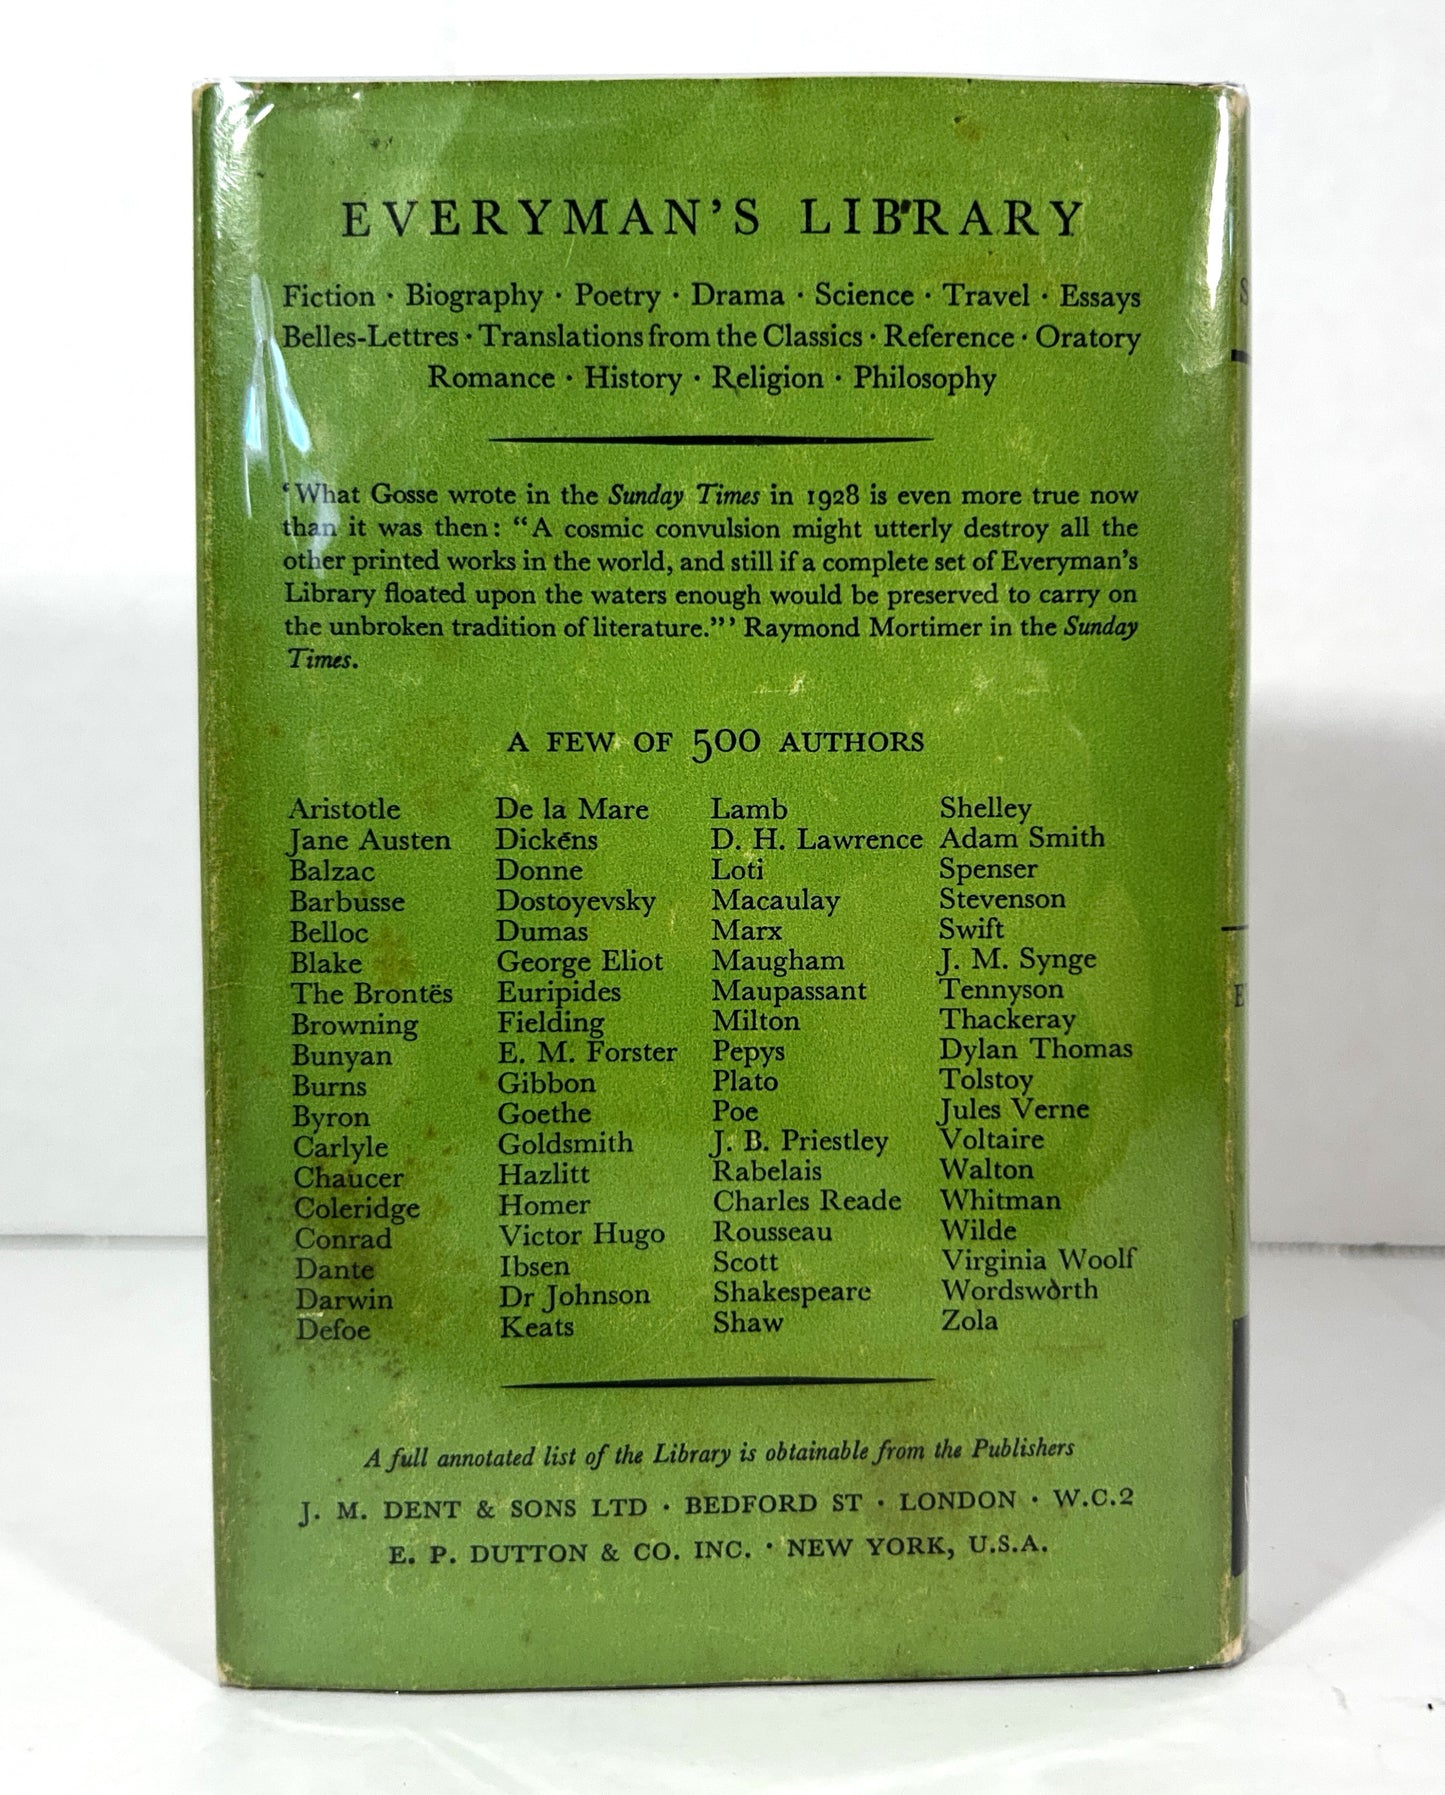 EVERYMAN'S LIBRARY
Fiction · Biography · Poetry · Drama · Science · Travel · Essays
Belles-Lettres · Translations from the Classics · Reference · Oratory
Romance · History · Religion · Philosophy
‘What Gosse wrote in the Sunday Times in 1928 is even more true now
than it was then: “A cosmic convulsion might utterly destroy all the
other printed works in the world, and still if a complete set of Everyman’s
Library floated upon the waters enough would be preserved to carry on
the unbroken tradition of literature.”’ Raymond Mortimer in the Sunday
Times.
A FEW OF 500 AUTHORS
Aristotle
Jane Austen
Balzac
Barbusse
Belloc
Blake
The Brontës
Browning
Bunyan
Burns
Byron
Carlyle
Chaucer
Coleridge
Conrad
Dante
Darwin
Defoe
De la Mare
Dickens
Donne
Dostoyevsky
Dumas
George Eliot
Euripides
Fielding
E. M. Forster
Gibbon
Goethe
Goldsmith
Hazlitt
Homer
Victor Hugo
Ibsen
Dr Johnson
Keats
Lamb
D. H. Lawrence
Loti
Macaulay
Marx
Maugham
Maupassant
Milton
Pepys
Plato
Poe
J. B. Priestley
Rabelais
Charles Reade
Rousseau
Scott
Shakespeare
Shaw
Shelley
Adam Smith
Spenser
Stevenson
Swift
J. M. Synge
Tennyson
Thackeray
Dylan Thomas
Tolstoy
Jules Verne
Voltaire
Walton
Whitman
Wilde
Virginia Woolf
Wordsworth
Zola
A full annotated list of the Library is obtainable from the Publishers
J. M. DENT & SONS LTD · BEDFORD ST · LONDON · W.C.2
E. P. DUTTON & CO. INC. · NEW YORK, U.S.A.